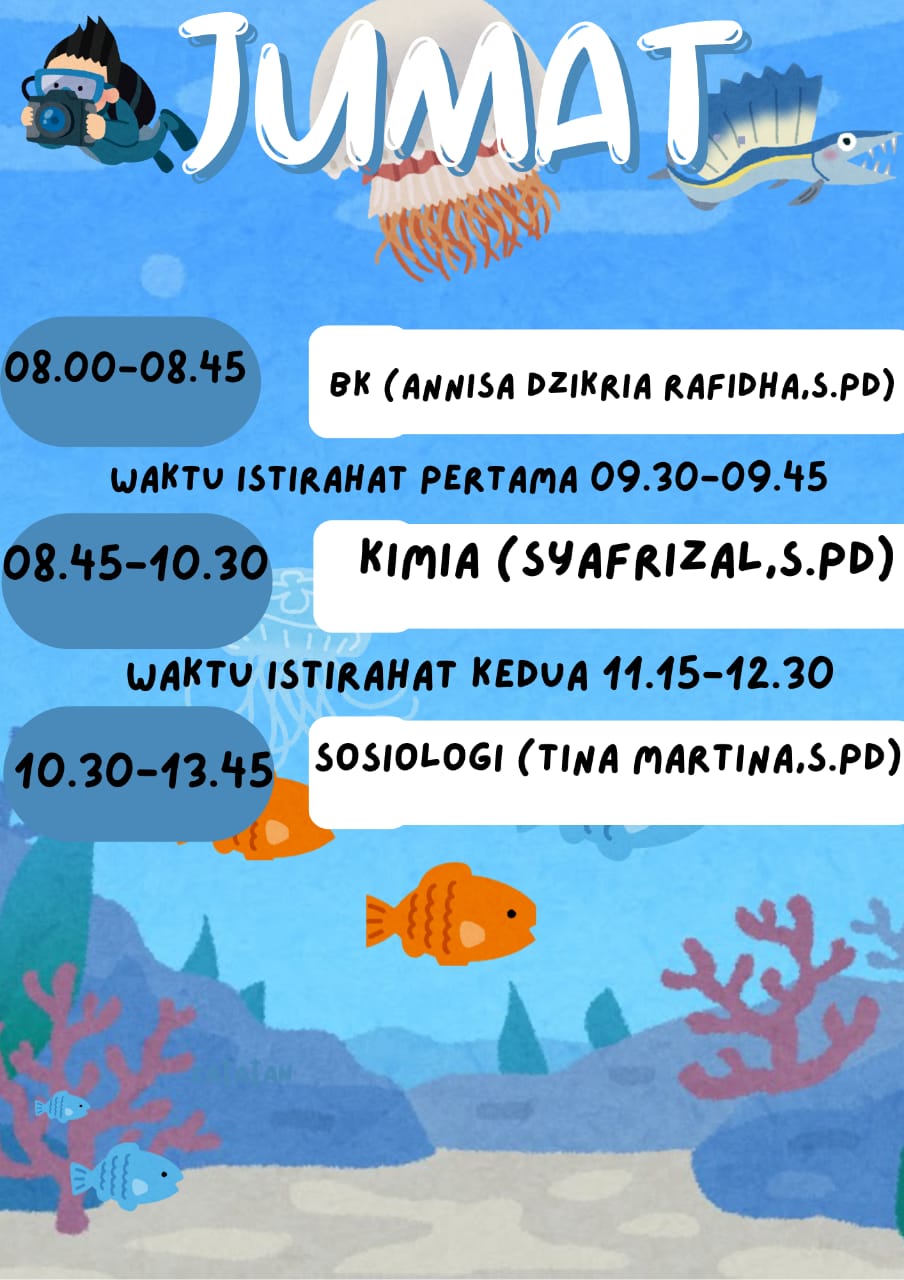 JUMAT
08.00-08.45
BK (ANNISA DZIKRIA RAFIDHA,S.PD)
WAKTU ISTIRAHAT PERTAMA 09.30-09.45
08.45-10.30
KIMIA (SYAFRIZAL,S.PD)
WAKTU ISTIRAHAT KEDUA 11.15-12.30
10.30-13.45
SOSIOLOGI (TINA MARTINA,S.PD)